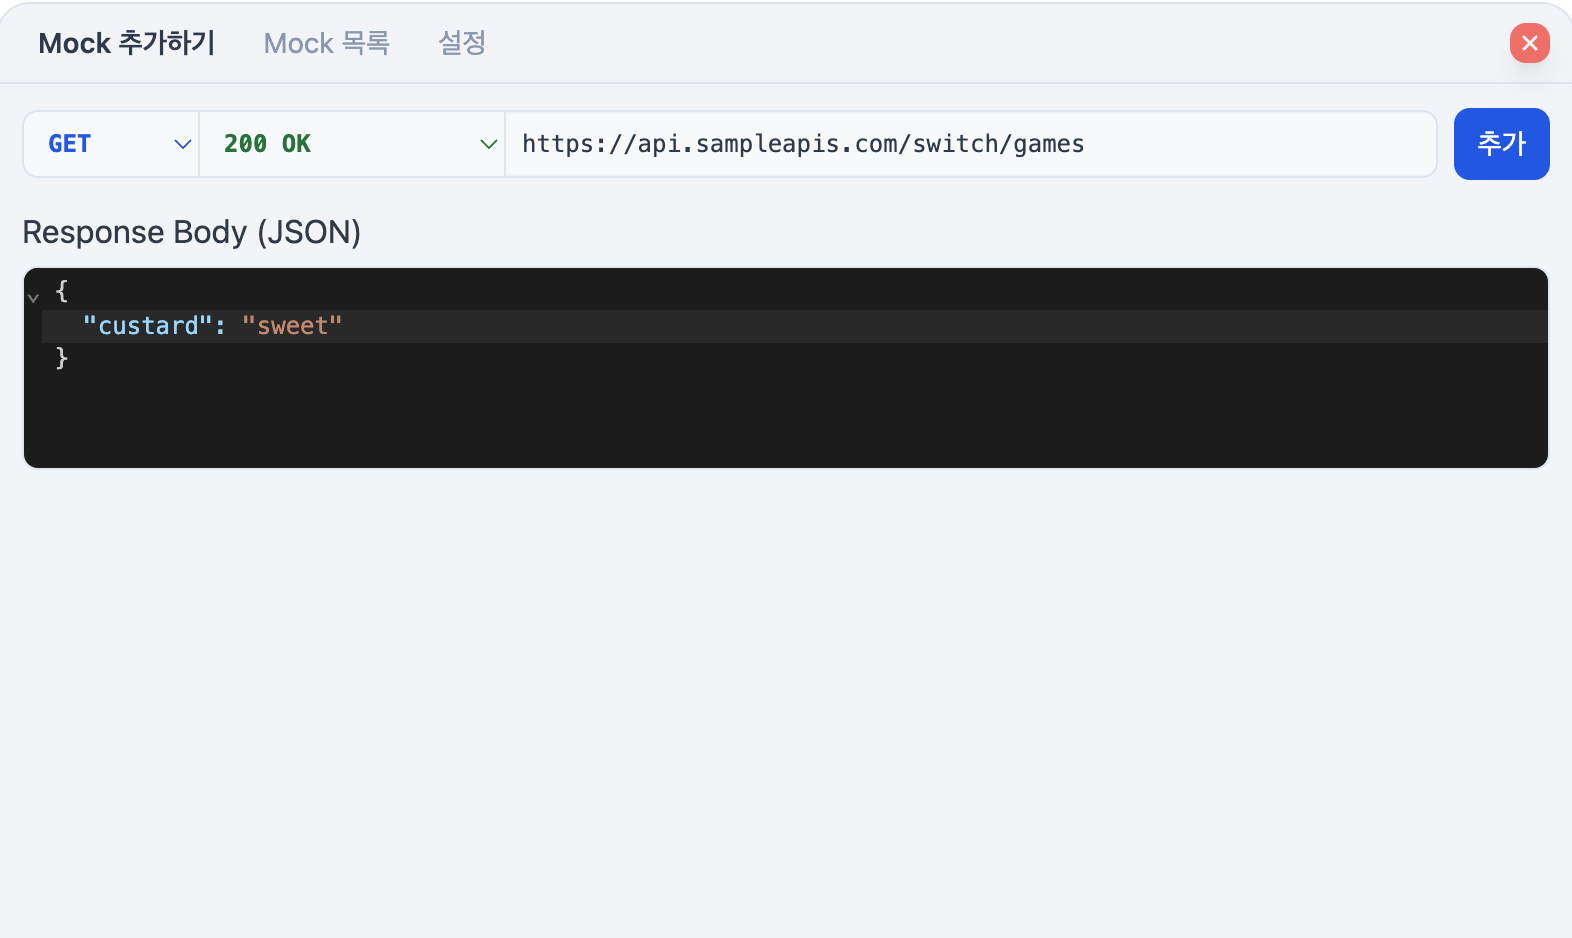 Mock 추가하기 Mock 목록 설정
GET 200 OK https://api.sampleapis.com/switch/games 추가
Response Body (JSON)
{
"custard": "sweet"
}